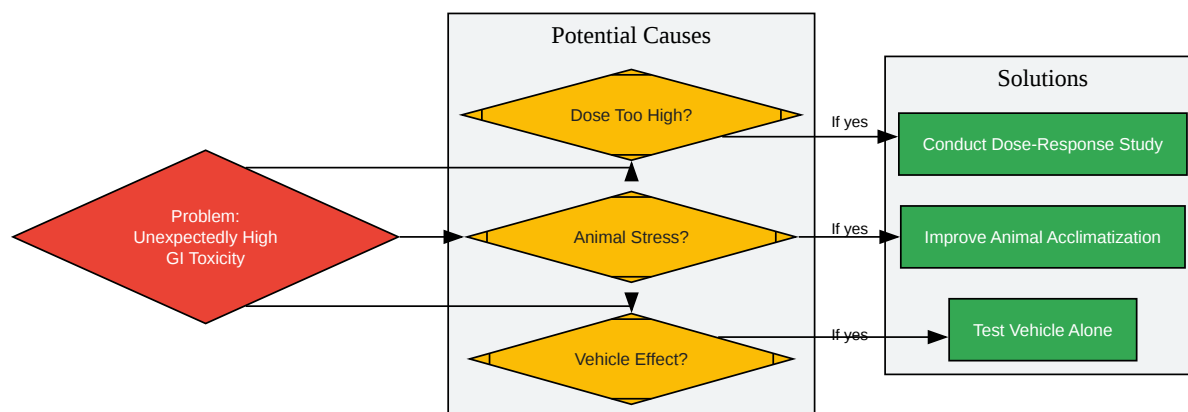 Potential Causes
Solutions
Dose Too High?
If yes
Conduct Dose-Response Study
Problem:
Unexpectedly High
GI Toxicity
Animal Stress?
If yes
Improve Animal Acclimatization
Vehicle Effect?
If yes
Test Vehicle Alone